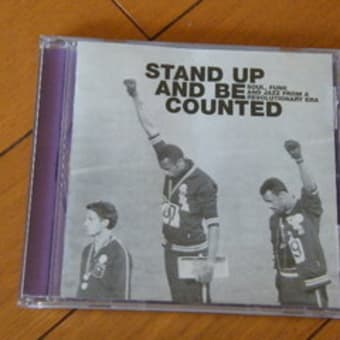 STAND UP
AND BE
COUNTED
SOUL, FUNK
AND JAZZ FROM A
REVOLUTIONARY ERA